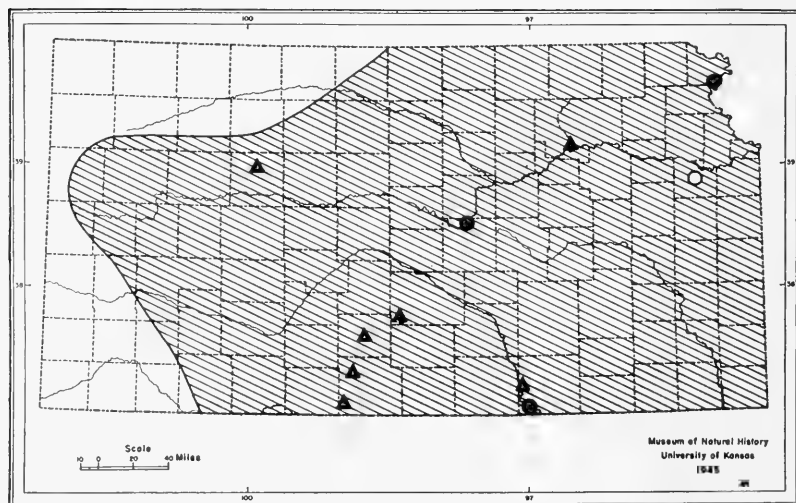 100 97
39 39
38 38
Scale
10 0 20 40 Miles
Museum of Natural History
University of Kansas
1945
100 97